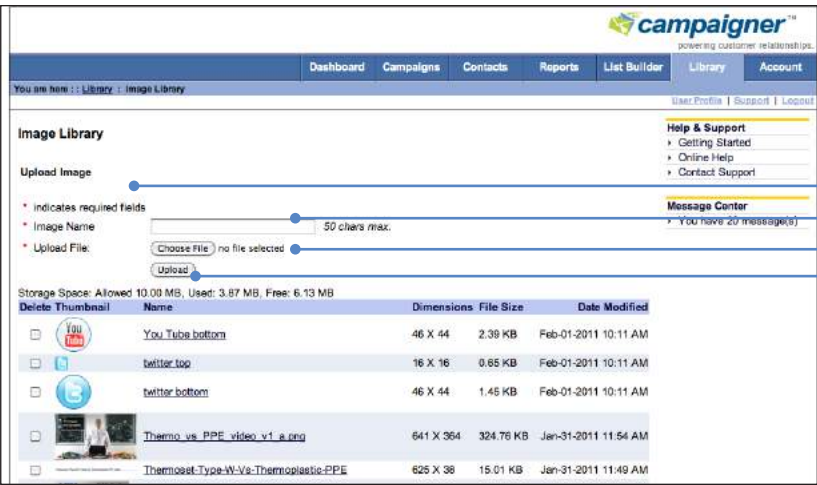 campaigner™
powering customer relationships.
Dashboard Campaigns Contacts Reports List Builder Library Account
You are here : : Library : Image Library
User Profile | Support | Logout
Image Library
Help & Support
Getting Started
Online Help
Contact Support
Upload Image
* indicates required fields
Message Center
You have 20 message(s)
* Image Name 50 chars max.
* Upload File: Choose File no file selected
Upload
Storage Space: Allowed 10.00 MB, Used: 3.87 MB, Free: 6.13 MB
Delete Thumbnail Name Dimensions File Size Date Modified
You Tube
You Tube bottom 46 X 44 2.39 KB Feb-01-2011 10:11 AM
twitter top 16 X 16 0.65 KB Feb-01-2011 10:11 AM
twitter bottom 46 X 44 1.45 KB Feb-01-2011 10:11 AM
Thermo_vs_PPE_video_v1_a.png 641 X 364 324.76 KB Jan-31-2011 11:54 AM
Thermoset-Type-W-Vs-Thermoplastic-PPE 625 X 38 15.01 KB Jan-31-2011 11:49 AM